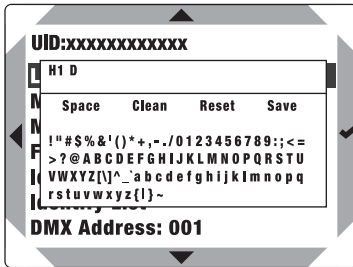 UID:xxxxxxxxxxxx
H1 D
Space Clean Reset Save
!"#$%&'()*+,-./0123456789:;<=
>?@ABCDEFGHIJKLMNOPQRSTU
VWXYZ[\]^_`abcdefghijklmnopq
rstuvwxyz{|}~
DMX Address: 001